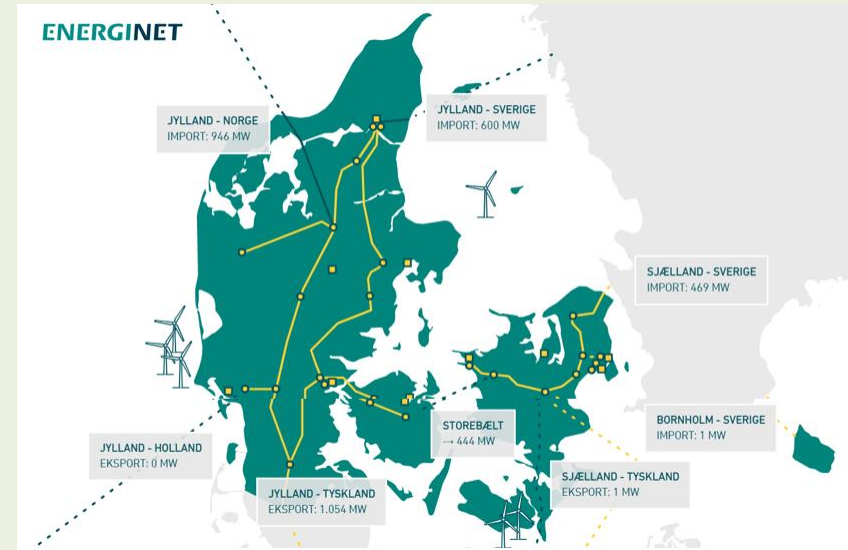 ENERGINET
JYLLAND - NORGE
IMPORT: 946 MW
JYLLAND - SVERIGE
IMPORT: 600 MW
SJÆLLAND - SVERIGE
IMPORT: 469 MW
STOREBÆLT
→ 444 MW
BORNHOLM - SVERIGE
IMPORT: 1 MW
JYLLAND - HOLLAND
EKSPORT: 0 MW
SJÆLLAND - TYSKLAND
EKSPORT: 1 MW
JYLLAND - TYSKLAND
EKSPORT: 1.054 MW